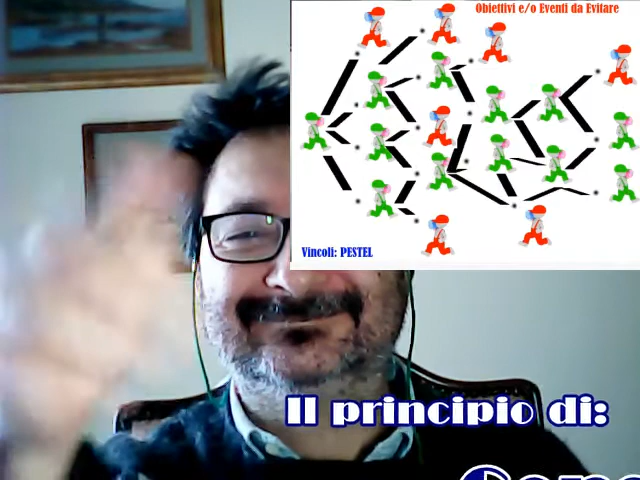 Obiettivi e/o Eventi da Evitare
Vincoli: PESTEL
Il principio di: